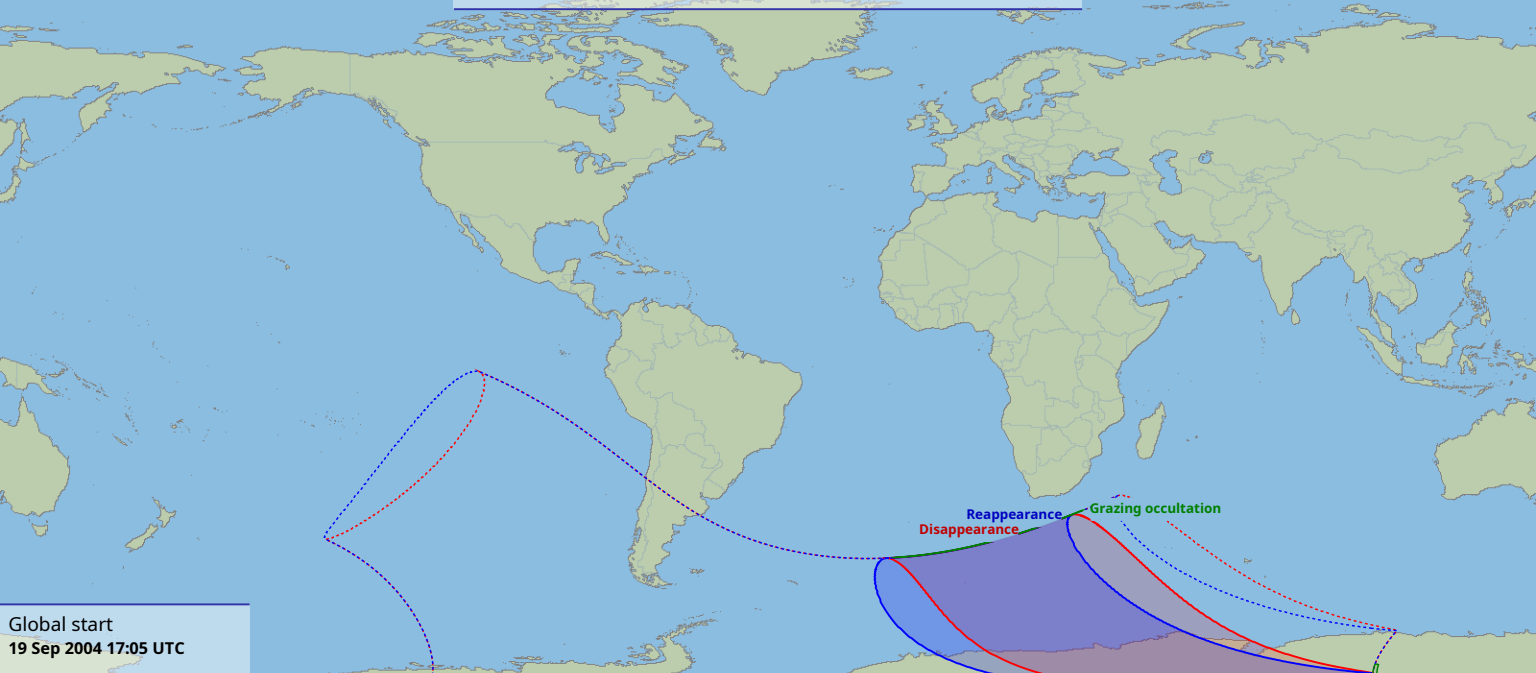 Reappearance
Grazing occultation
Disappearance
Global start
19 Sep 2004 17:05 UTC